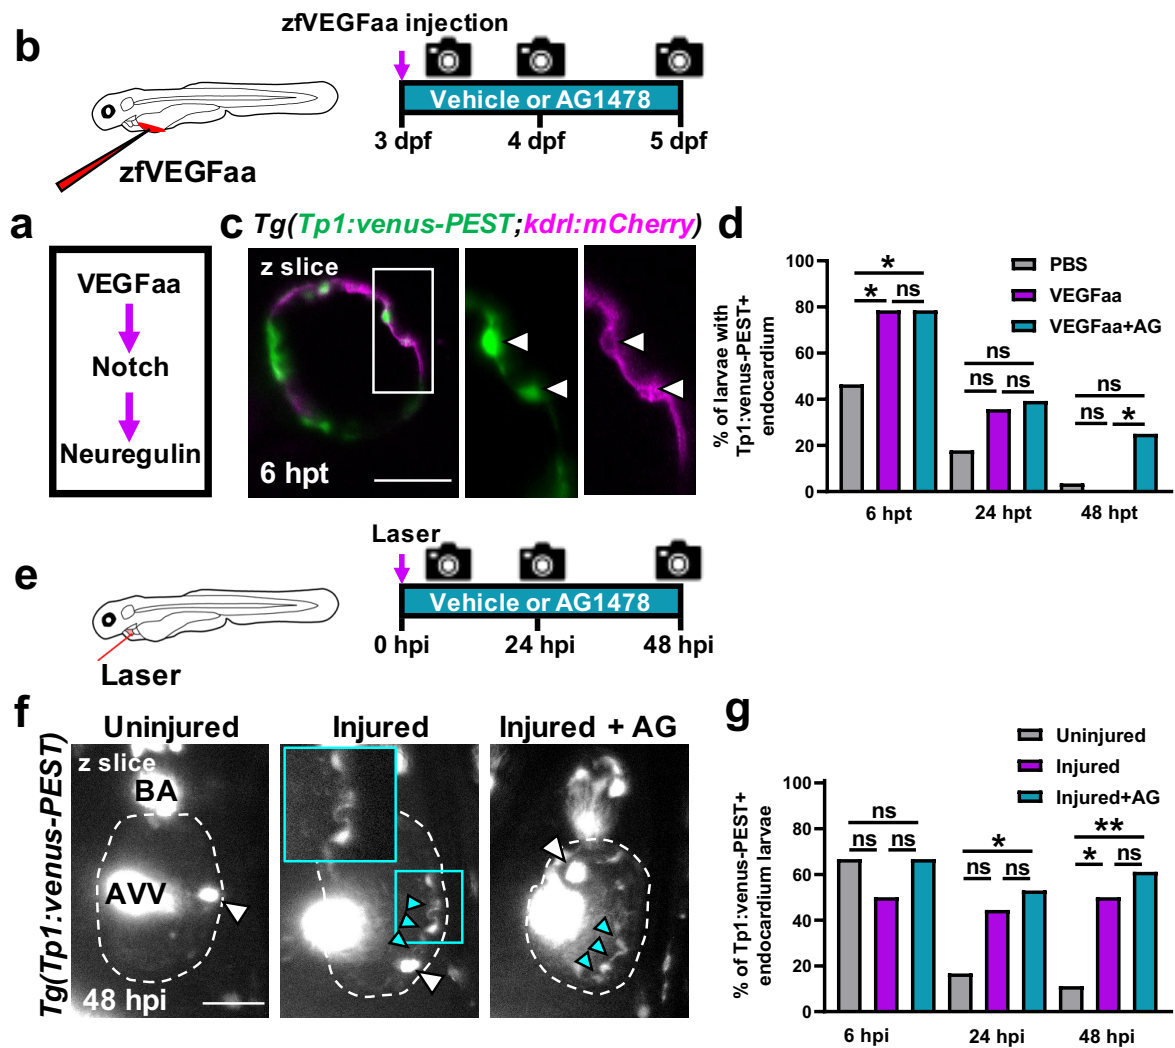 b
zfVEGFaa injection
Vehicle or AG1478
3 dpf
4 dpf
5 dpf
zfVEGFaa
a
VEGFaa
Notch
Neuregulin
c
Tg(Tp1:venus-PEST;kdrl:mCherry)
z slice
6 hpt
d
% of larvae with
Tp1:venus-PEST+
endocardium
100
80
60
40
20
0
PBS
VEGFaa
VEGFaa+AG
*
*
ns
ns
ns
ns
ns
ns
*
6 hpt
24 hpt
48 hpt
e
Laser
Laser
Vehicle or AG1478
0 hpi
24 hpi
48 hpi
f
Tg(Tp1:venus-PEST)
Uninjured
Injured
Injured + AG
z slice
BA
AVV
48 hpi
g
% of Tp1:venus-PEST+
endocardium larvae
100
80
60
40
20
0
Uninjured
Injured
Injured+AG
ns
ns
ns
*
ns
ns
**
*
ns
6 hpi
24 hpi
48 hpi